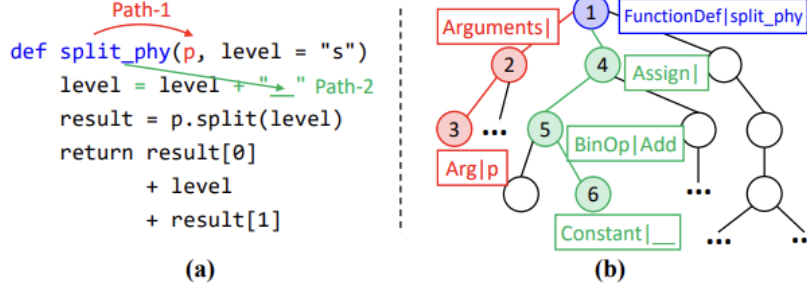 Path-1
def split_phy(p, level = "s")
level = level + "__" Path-2
result = p.split(level)
return result[0]
+ level
+ result[1]
(a)
1 FunctionDef|split_phy
Arguments|
2
4 Assign|
3 ...
5 BinOp|Add
Arg|p
6
...
Constant|__
... ...
(b)